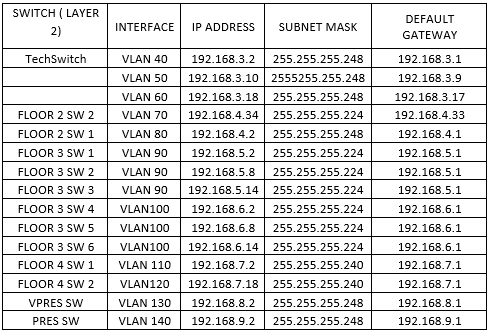 SWITCH ( LAYER 2) INTERFACE IP ADDRESS SUBNET MASK DEFAULT GATEWAY
TechSwitch VLAN 40 192.168.3.2 255.255.255.248 192.168.3.1
VLAN 50 192.168.3.10 2555255.255.248 192.168.3.9
VLAN 60 192.168.3.18 255.255.255.248 192.168.3.17
FLOOR 2 SW 2 VLAN 70 192.168.4.34 255.255.255.224 192.168.4.33
FLOOR 2 SW 1 VLAN 80 192.168.4.2 255.255.255.248 192.168.4.1
FLOOR 3 SW 1 VLAN 90 192.168.5.2 255.255.255.224 192.168.5.1
FLOOR 3 SW 2 VLAN 90 192.168.5.8 255.255.255.224 192.168.5.1
FLOOR 3 SW 3 VLAN 90 192.168.5.14 255.255.255.224 192.168.5.1
FLOOR 3 SW 4 VLAN100 192.168.6.2 255.255.255.224 192.168.6.1
FLOOR 3 SW 5 VLAN100 192.168.6.8 255.255.255.224 192.168.6.1
FLOOR 3 SW 6 VLAN100 192.168.6.14 255.255.255.224 192.168.6.1
FLOOR 4 SW 1 VLAN 110 192.168.7.2 255.255.255.240 192.168.7.1
FLOOR 4 SW 2 VLAN120 192.168.7.18 255.255.255.240 192.168.7.1
VPRES SW VLAN 130 192.168.8.2 255.255.255.248 192.168.8.1
PRES SW VLAN 140 192.168.9.2 255.255.255.248 192.168.9.1